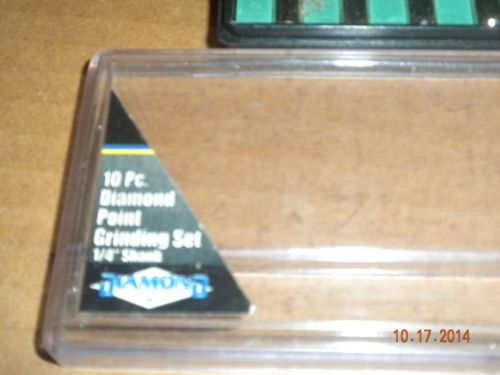 10 Pc.
Diamond
Point
Grinding Set
1/4" Shank
DIAMOND
10.17.2014